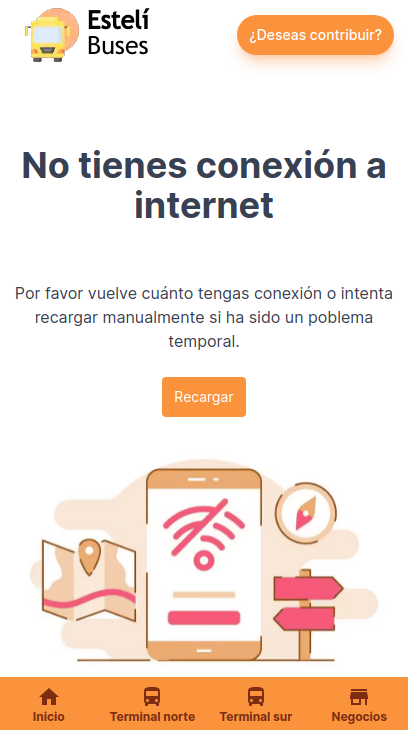 Estelí
Buses
¿Deseas contribuir?
No tienes conexión a
internet
Por favor vuelve cuánto tengas conexión o intenta
recargar manualmente si ha sido un poblema
temporal.
Recargar
Inicio
Terminal norte
Terminal sur
Negocios